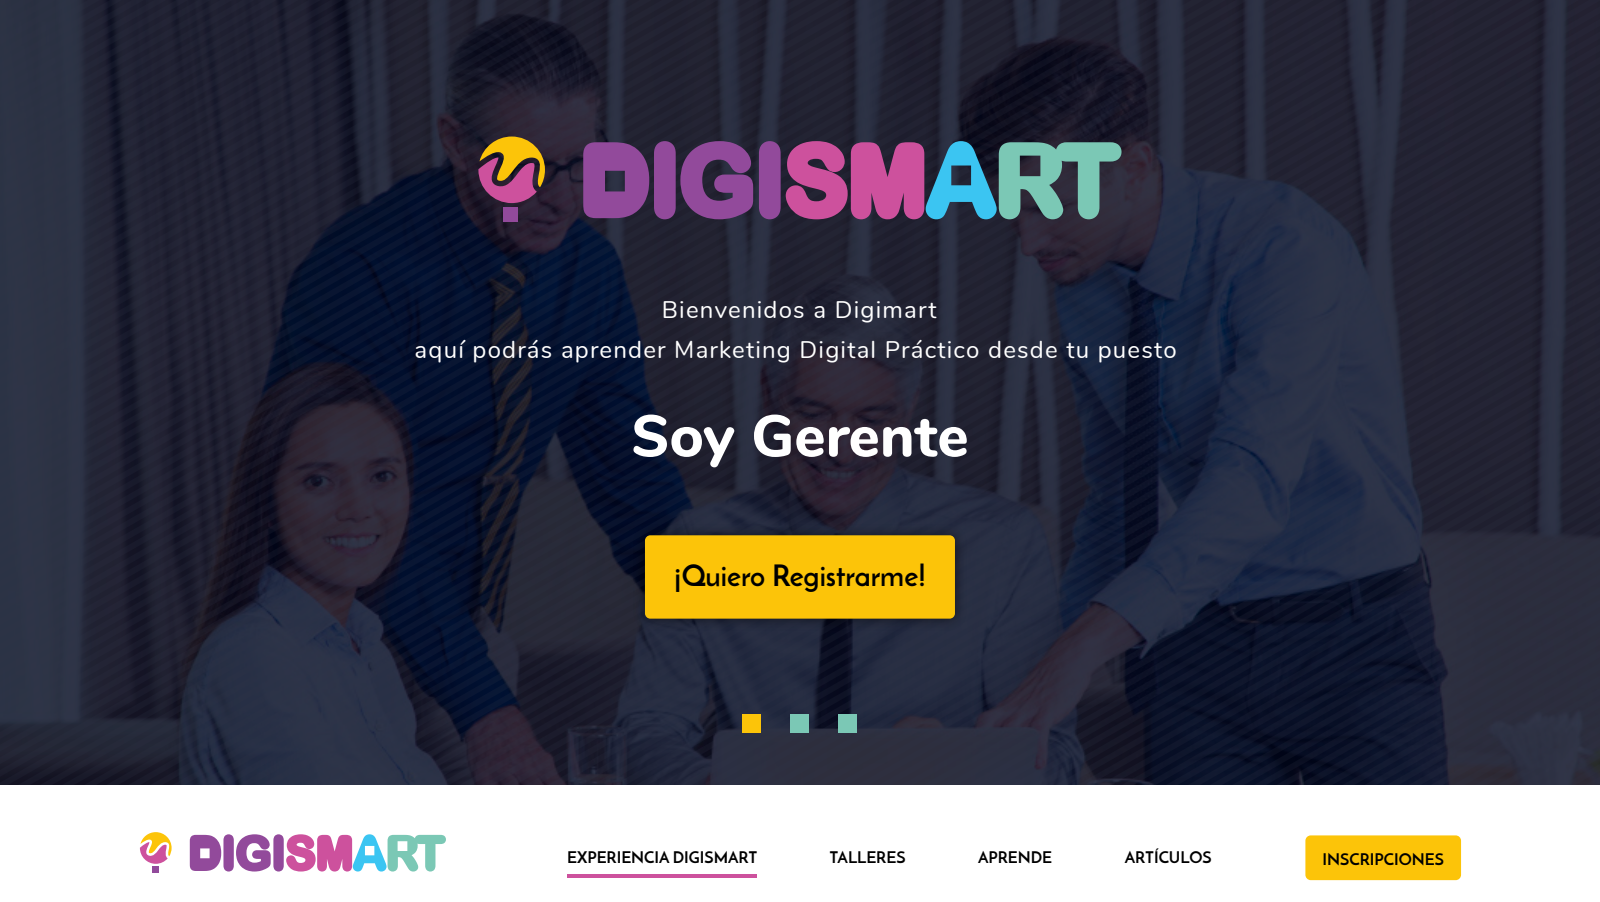 DIGISMART
Bienvenidos a Digimart
aquí podrás aprender Marketing Digital Práctico desde tu puesto
Soy Gerente
¡Quiero Registrarme!
DIGISMART
EXPERIENCIA DIGISMART
TALLERES
APRENDE
ARTÍCULOS
INSCRIPCIONES